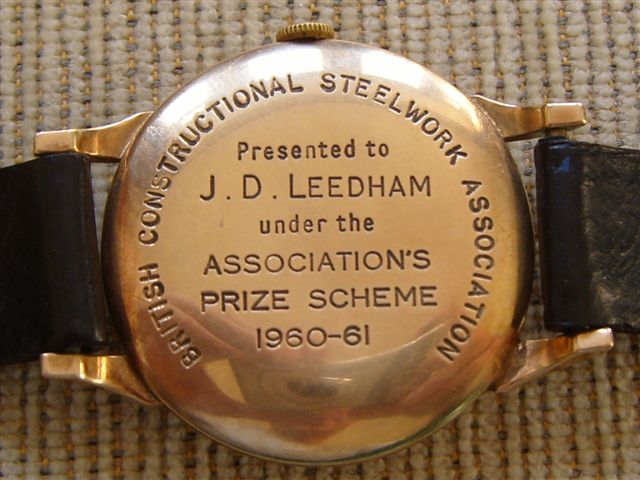 BRITISH CONSTRUCTIONAL STEELWORK ASSOCIATION
Presented to
J. D. LEEDHAM
under the
ASSOCIATION'S
PRIZE SCHEME
1960-61